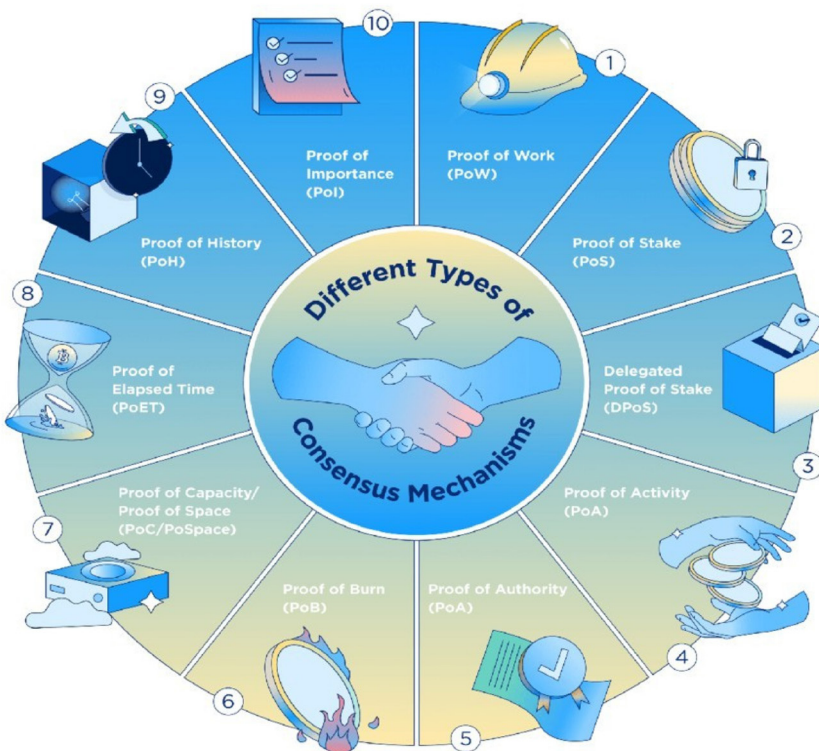 Different Types of
Consensus Mechanisms
1
Proof of Work
(PoW)
2
Proof of Stake
(PoS)
3
Delegated
Proof of Stake
(DPoS)
4
Proof of Activity
(PoA)
5
Proof of Authority
(PoA)
6
Proof of Burn
(PoB)
7
Proof of Capacity/
Proof of Space
(PoC/PoSpace)
8
Proof of
Elapsed Time
(PoET)
9
Proof of History
(PoH)
10
Proof of
Importance
(PoI)